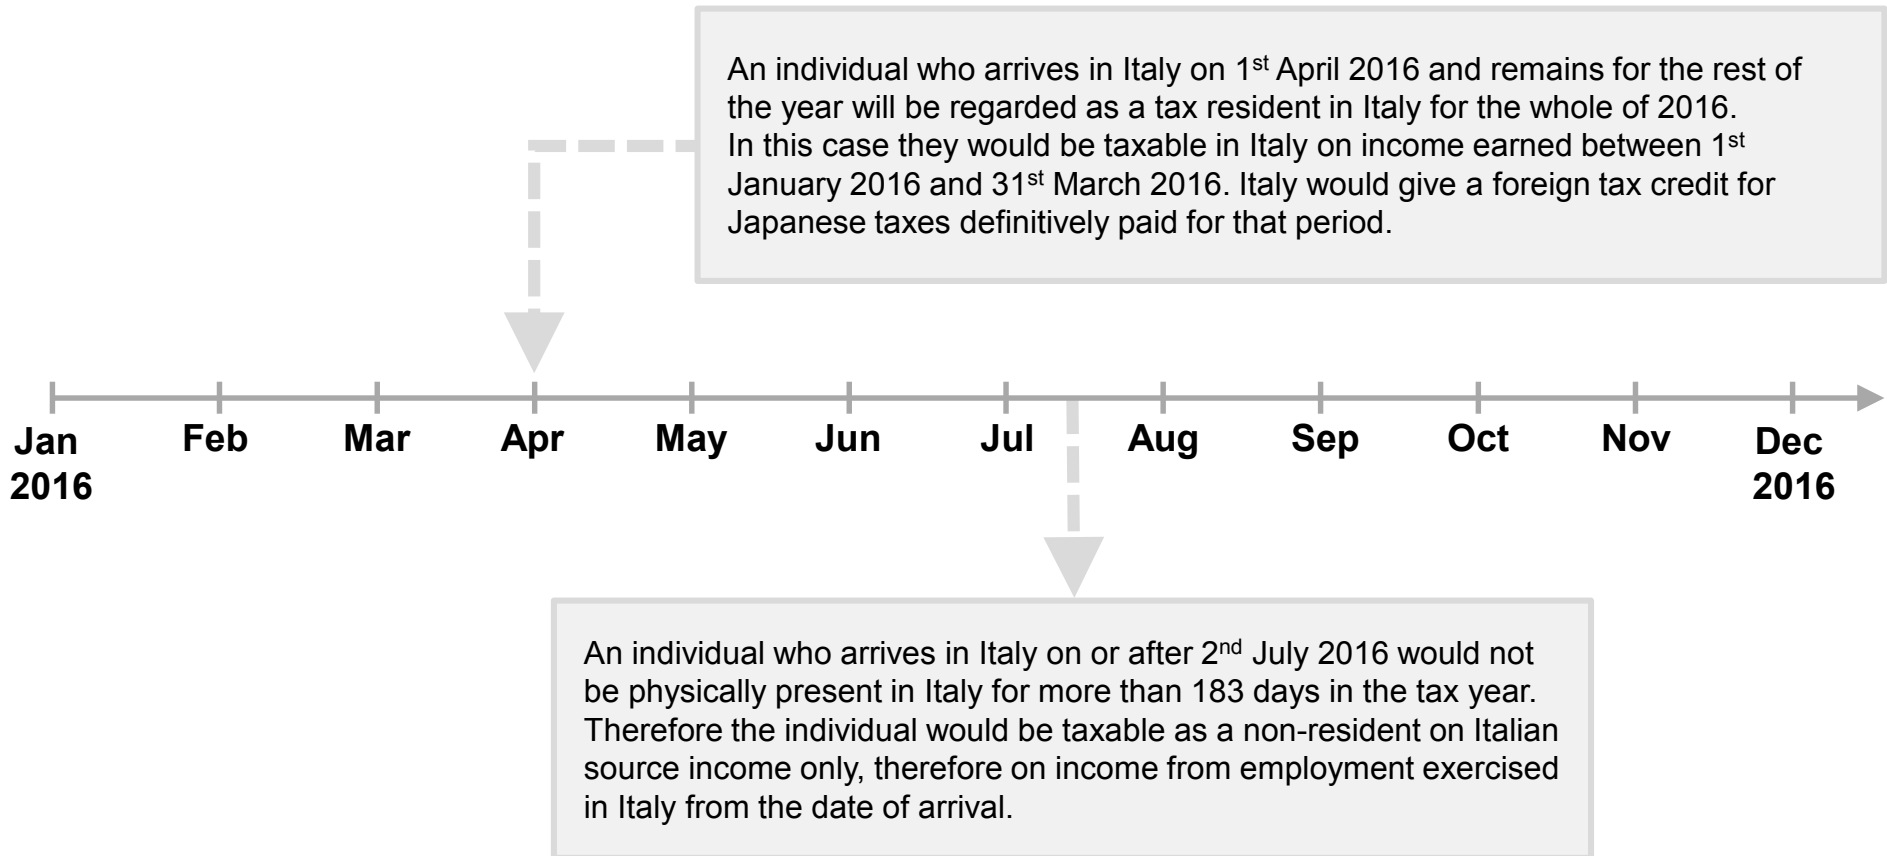 An individual who arrives in Italy on 1st April 2016 and remains for the rest of
the year will be regarded as a tax resident in Italy for the whole of 2016.
In this case they would be taxable in Italy on income earned between 1st
January 2016 and 31st March 2016. Italy would give a foreign tax credit for
Japanese taxes definitively paid for that period.
Jan 2016
Feb
Mar
Apr
May
Jun
Jul
Aug
Sep
Oct
Nov
Dec 2016
An individual who arrives in Italy on or after 2nd July 2016 would not
be physically present in Italy for more than 183 days in the tax year.
Therefore the individual would be taxable as a non-resident on Italian
source income only, therefore on income from employment exercised
in Italy from the date of arrival.